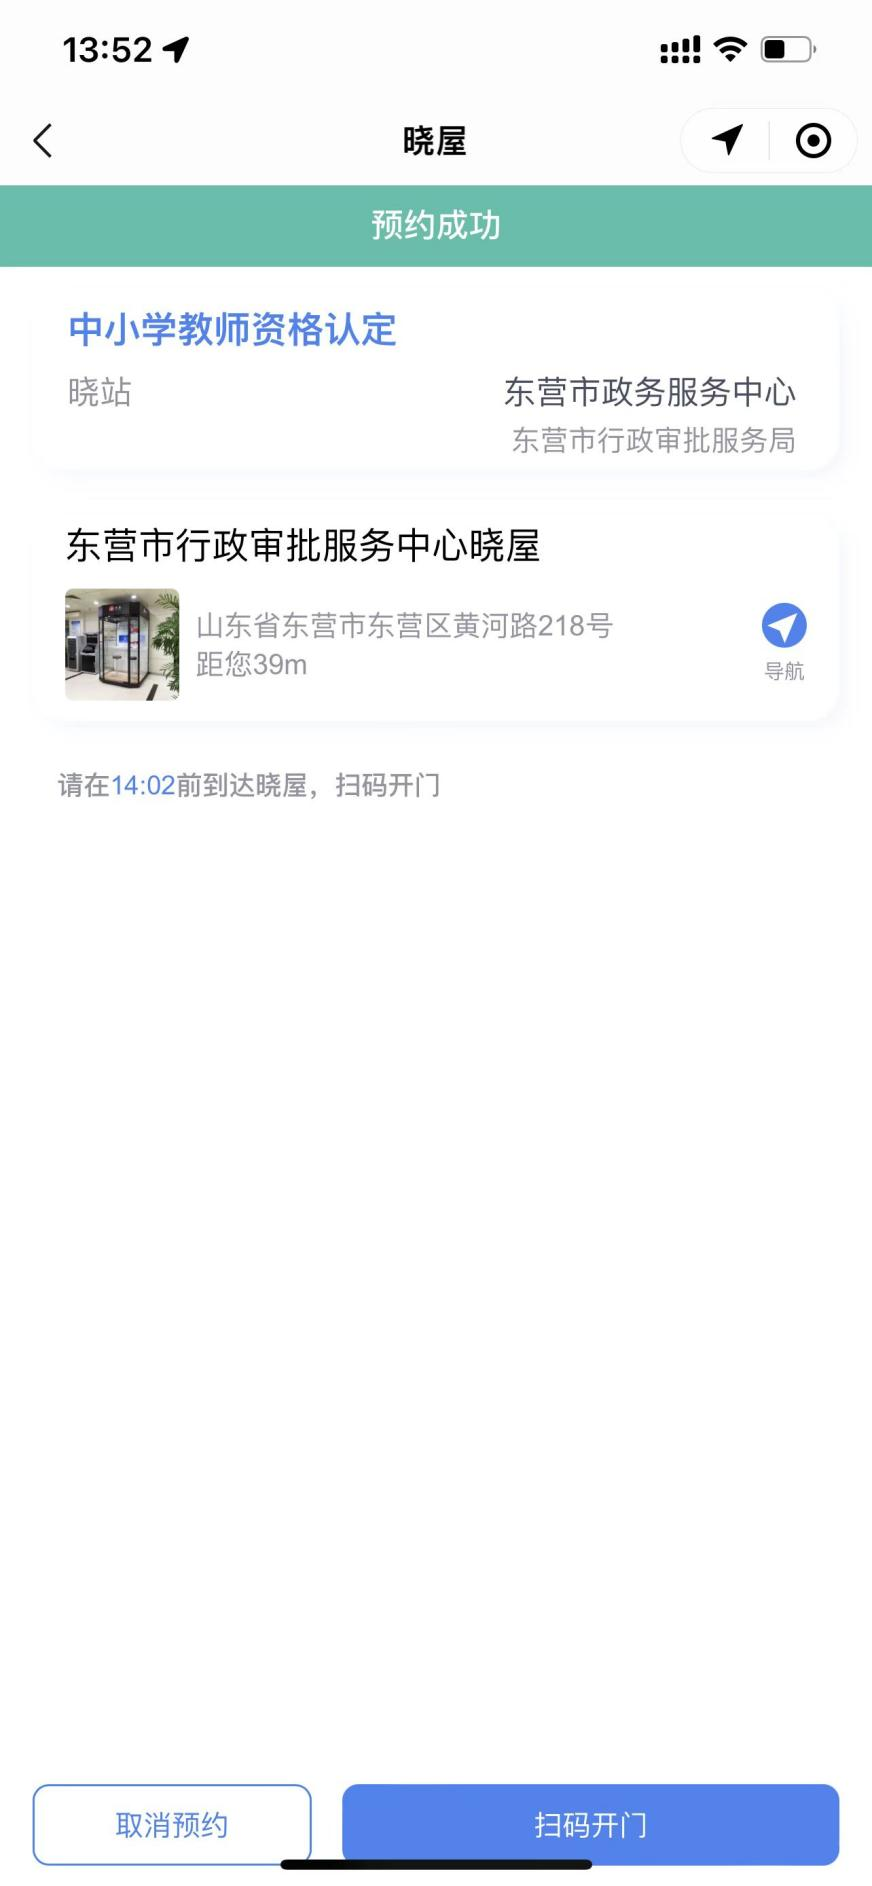 13:52
晓屋
预约成功
中小学教师资格认定
晓站 东营市政务服务中心
东营市行政审批服务局
东营市行政审批服务中心晓屋
山东省东营市东营区黄河路218号
距您39m
导航
请在14:02前到达晓屋，扫码开门
取消预约 扫码开门